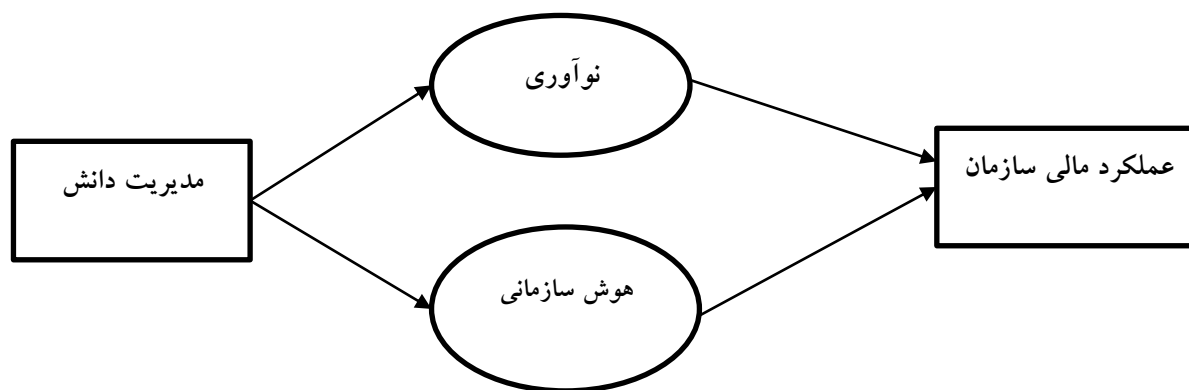 نوآوری
مدیریت دانش
عملکرد مالی سازمان
هوش سازمانی